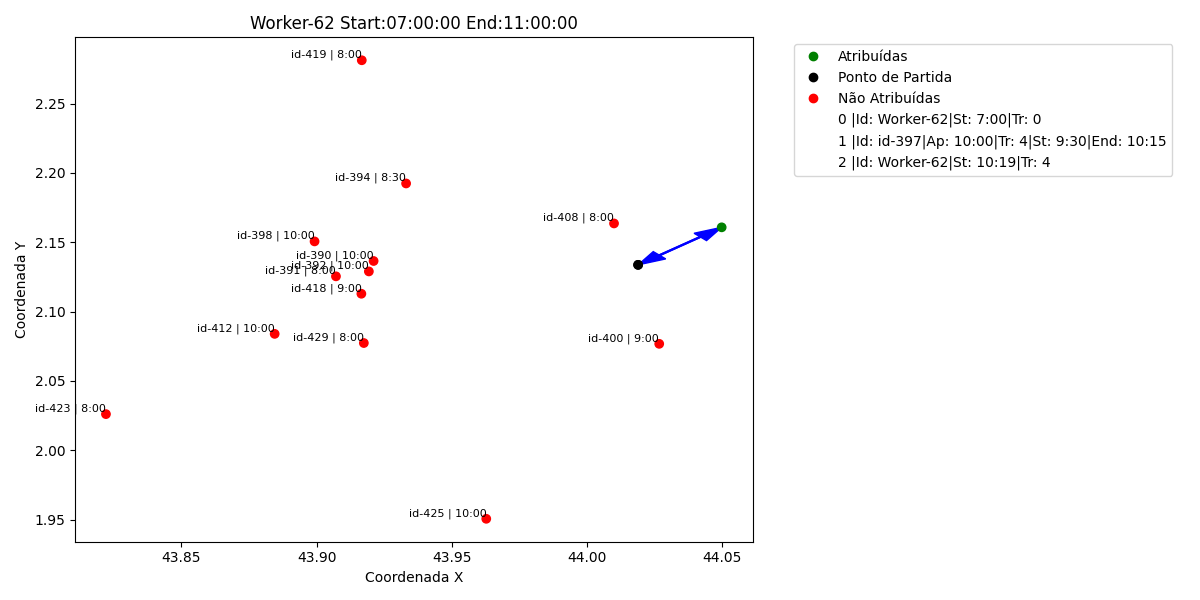 Worker-62 Start:07:00:00 End:11:00:00
Coordenada Y
2.25
2.20
2.15
2.10
2.05
2.00
1.95
id-419 | 8:00
id-394 | 8:30
id-408 | 8:00
id-398 | 10:00
id-390 | 10:00
id-392 | 10:00
id-391 | 8:00
id-418 | 9:00
id-412 | 10:00
id-429 | 8:00
id-400 | 9:00
id-423 | 8:00
id-425 | 10:00
43.85
43.90
43.95
44.00
44.05
Coordenada X
Atribuídas
Ponto de Partida
Não Atribuídas
0 |Id: Worker-62|St: 7:00|Tr: 0
1 |Id: id-397|Ap: 10:00|Tr: 4|St: 9:30|End: 10:15
2 |Id: Worker-62|St: 10:19|Tr: 4